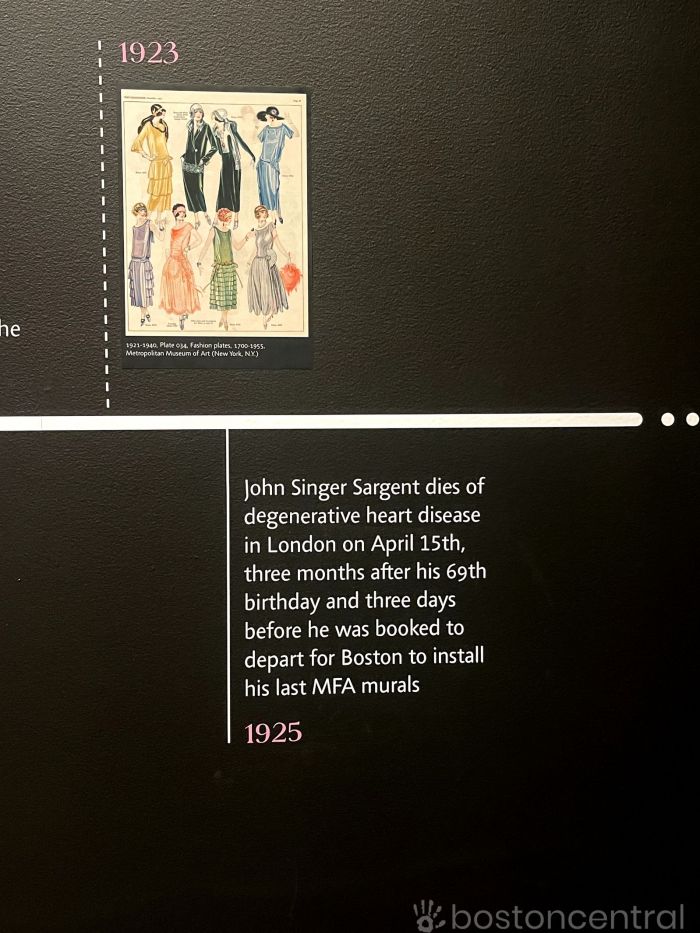 1923
1921-1940, Plate 034, Fashion plates, 1700-1955.
Metropolitan Museum of Art (New York, N.Y.)
he
John Singer Sargent dies of
degenerative heart disease
in London on April 15th,
three months after his 69th
birthday and three days
before he was booked to
depart for Boston to install
his last MFA murals
1925
bostoncentral